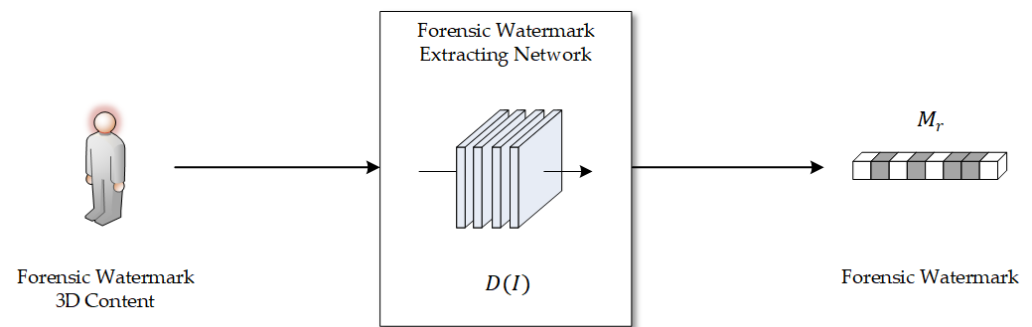 Forensic Watermark
Extracting Network
M_r
D(I)
Forensic Watermark
3D Content
Forensic Watermark